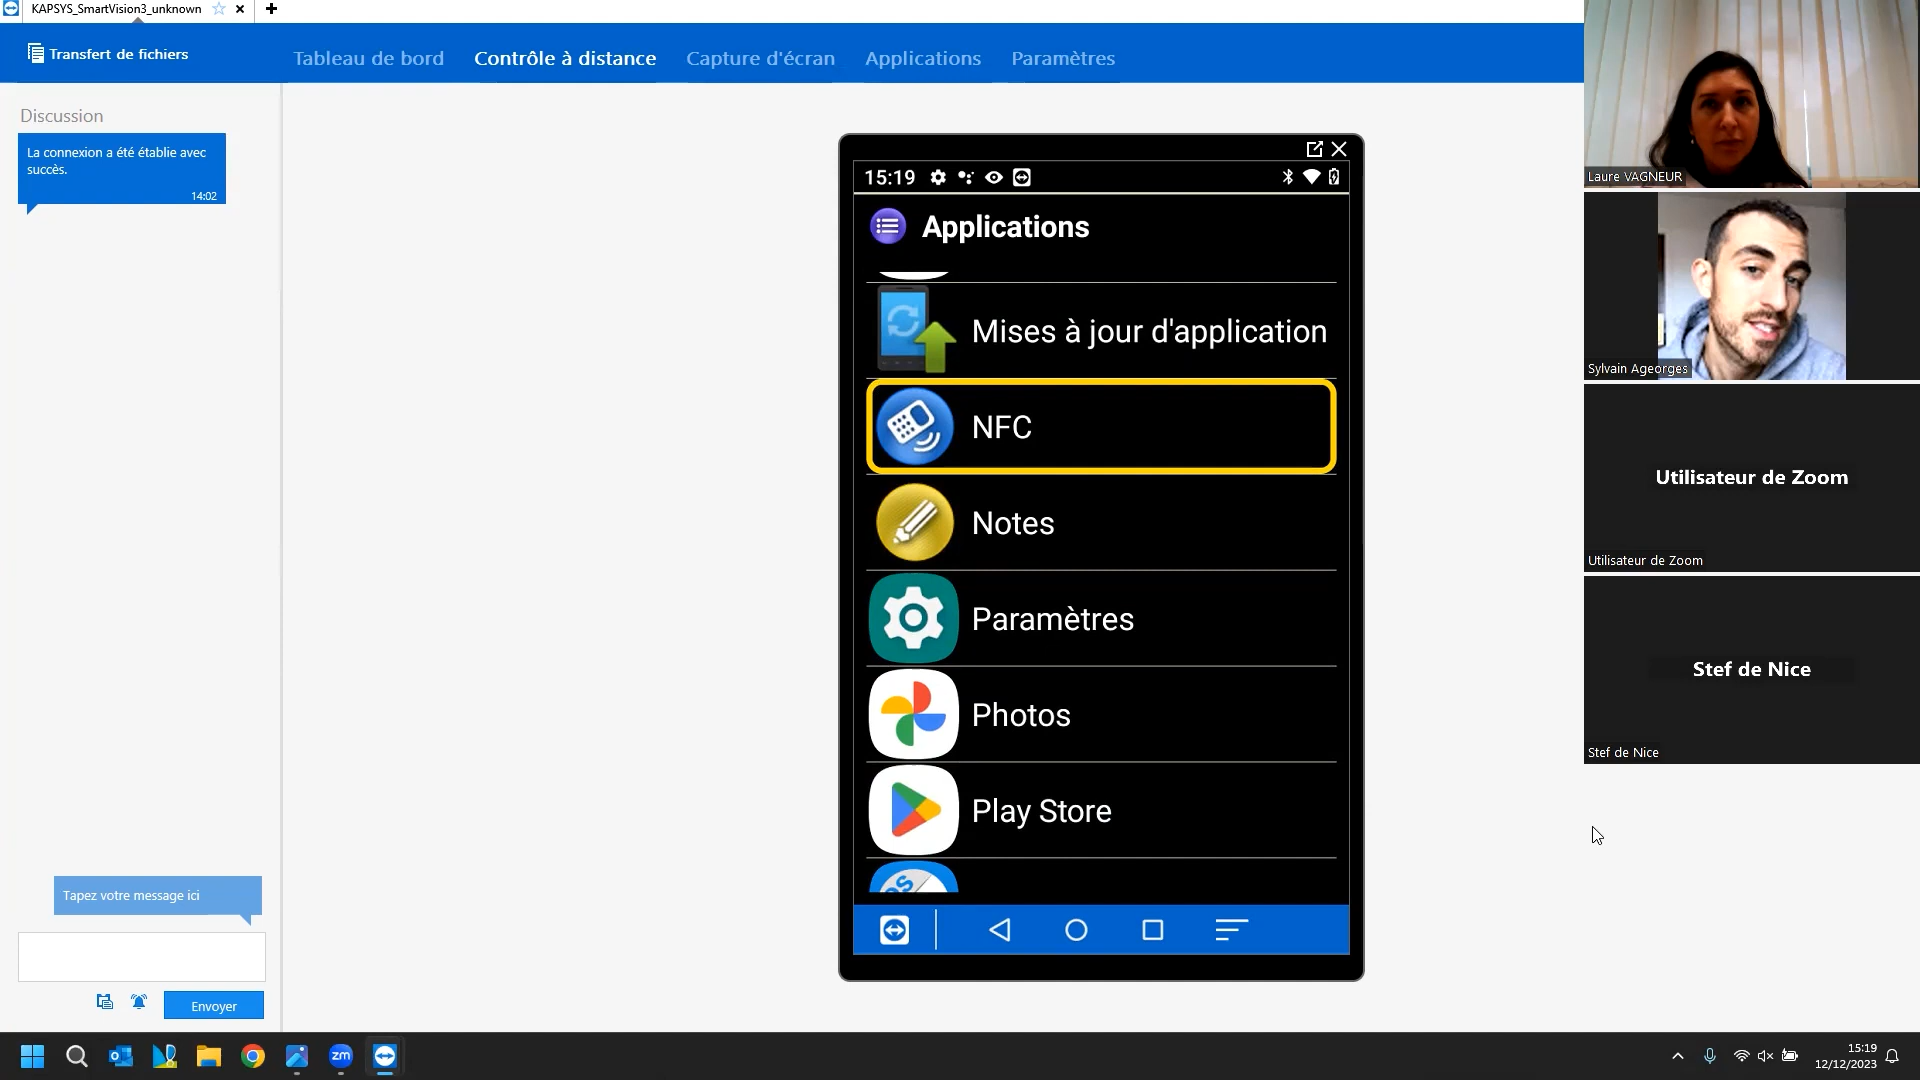 KAPSYS_SmartVision3_unknown
Transfert de fichiers
Tableau de bord
Contrôle à distance
Capture d'écran
Applications
Paramètres
Discussion
La connexion a été établie avec
succès.
14:02
15:19
Applications
Mises à jour d'application
NFC
Notes
Paramètres
Photos
Play Store
Tapez votre message ici
Envoyer
Laure VAGNEUR
Sylvain Ageorges
Utilisateur de Zoom
Utilisateur de Zoom
Stef de Nice
Stef de Nice
zm
15:19
12/12/2023